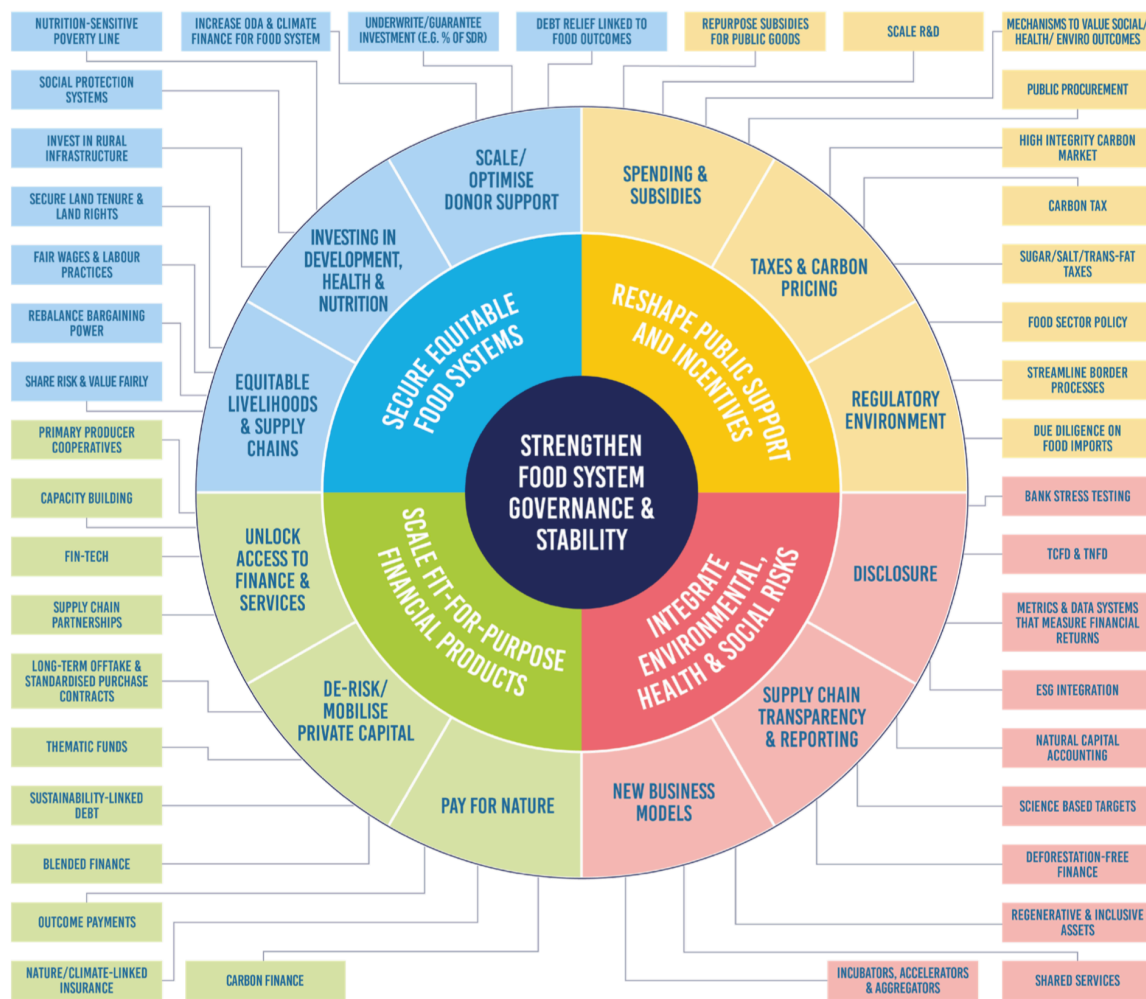 NUTRITION-SENSITIVE
POVERTY LINE
INCREASE ODA & CLIMATE
FINANCE FOR FOOD SYSTEM
UNDERWRITE/GUARANTEE
INVESTMENT (E.G. % OF SDR)
DEBT RELIEF LINKED TO
FOOD OUTCOMES
REPURPOSE SUBSIDIES
FOR PUBLIC GOODS
SCALE R&D
MECHANISMS TO VALUE SOCIAL/
HEALTH/ ENVIRO OUTCOMES
SOCIAL PROTECTION
SYSTEMS
INVEST IN RURAL
INFRASTRUCTURE
SECURE LAND TENURE &
LAND RIGHTS
FAIR WAGES & LABOUR
PRACTICES
REBALANCE BARGAINING
POWER
SHARE RISK & VALUE FAIRLY
PRIMARY PRODUCER
COOPERATIVES
CAPACITY BUILDING
FIN-TECH
SUPPLY CHAIN
PARTNERSHIPS
LONG-TERM OFFTAKE &
STANDARDISED PURCHASE
CONTRACTS
THEMATIC FUNDS
SUSTAINABILITY-LINKED
DEBT
BLENDED FINANCE
OUTCOME PAYMENTS
NATURE/CLIMATE-LINKED
INSURANCE
CARBON FINANCE
SCALE/
OPTIMISE
DONOR SUPPORT
SPENDING &
SUBSIDIES
INVESTING IN
DEVELOPMENT,
HEALTH &
NUTRITION
TAXES & CARBON
PRICING
EQUITABLE
LIVELIHOODS
& SUPPLY
CHAINS
REGULATORY
ENVIRONMENT
SECURE EQUITABLE
FOOD SYSTEMS
RESHAPE PUBLIC SUPPORT
AND INCENTIVES
STRENGTHEN
FOOD SYSTEM
GOVERNANCE &
STABILITY
SCALE FIT-FOR-PURPOSE
FINANCIAL PRODUCTS
INTEGRATE
ENVIRONMENTAL,
HEALTH & SOCIAL RISKS
UNLOCK
ACCESS TO
FINANCE &
SERVICES
DISCLOSURE
DE-RISK/
MOBILISE
PRIVATE CAPITAL
SUPPLY CHAIN
TRANSPARENCY
& REPORTING
PAY FOR NATURE
NEW BUSINESS
MODELS
PUBLIC PROCUREMENT
HIGH INTEGRITY CARBON
MARKET
CARBON TAX
SUGAR/SALT/TRANS-FAT
TAXES
FOOD SECTOR POLICY
STREAMLINE BORDER
PROCESSES
DUE DILIGENCE ON
FOOD IMPORTS
BANK STRESS TESTING
TCFD & TNFD
METRICS & DATA SYSTEMS
THAT MEASURE FINANCIAL
RETURNS
ESG INTEGRATION
NATURAL CAPITAL
ACCOUNTING
SCIENCE BASED TARGETS
DEFORESTATION-FREE
FINANCE
REGENERATIVE & INCLUSIVE
ASSETS
INCUBATORS, ACCELERATORS
& AGGREGATORS
SHARED SERVICES